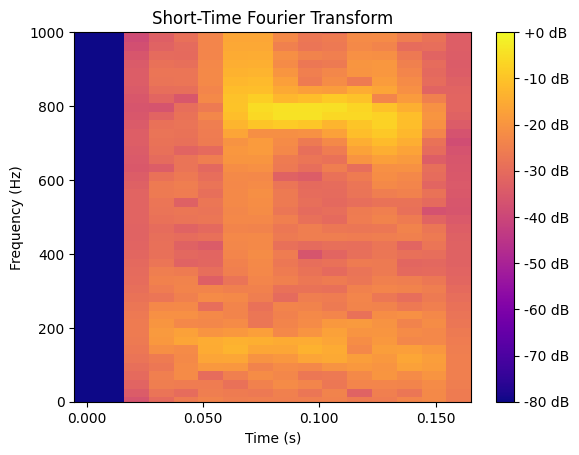 Short-Time Fourier Transform
Frequency (Hz)
1000
800
600
400
200
0
0.000
0.050
0.100
0.150
Time (s)
+0 dB
-10 dB
-20 dB
-30 dB
-40 dB
-50 dB
-60 dB
-70 dB
-80 dB